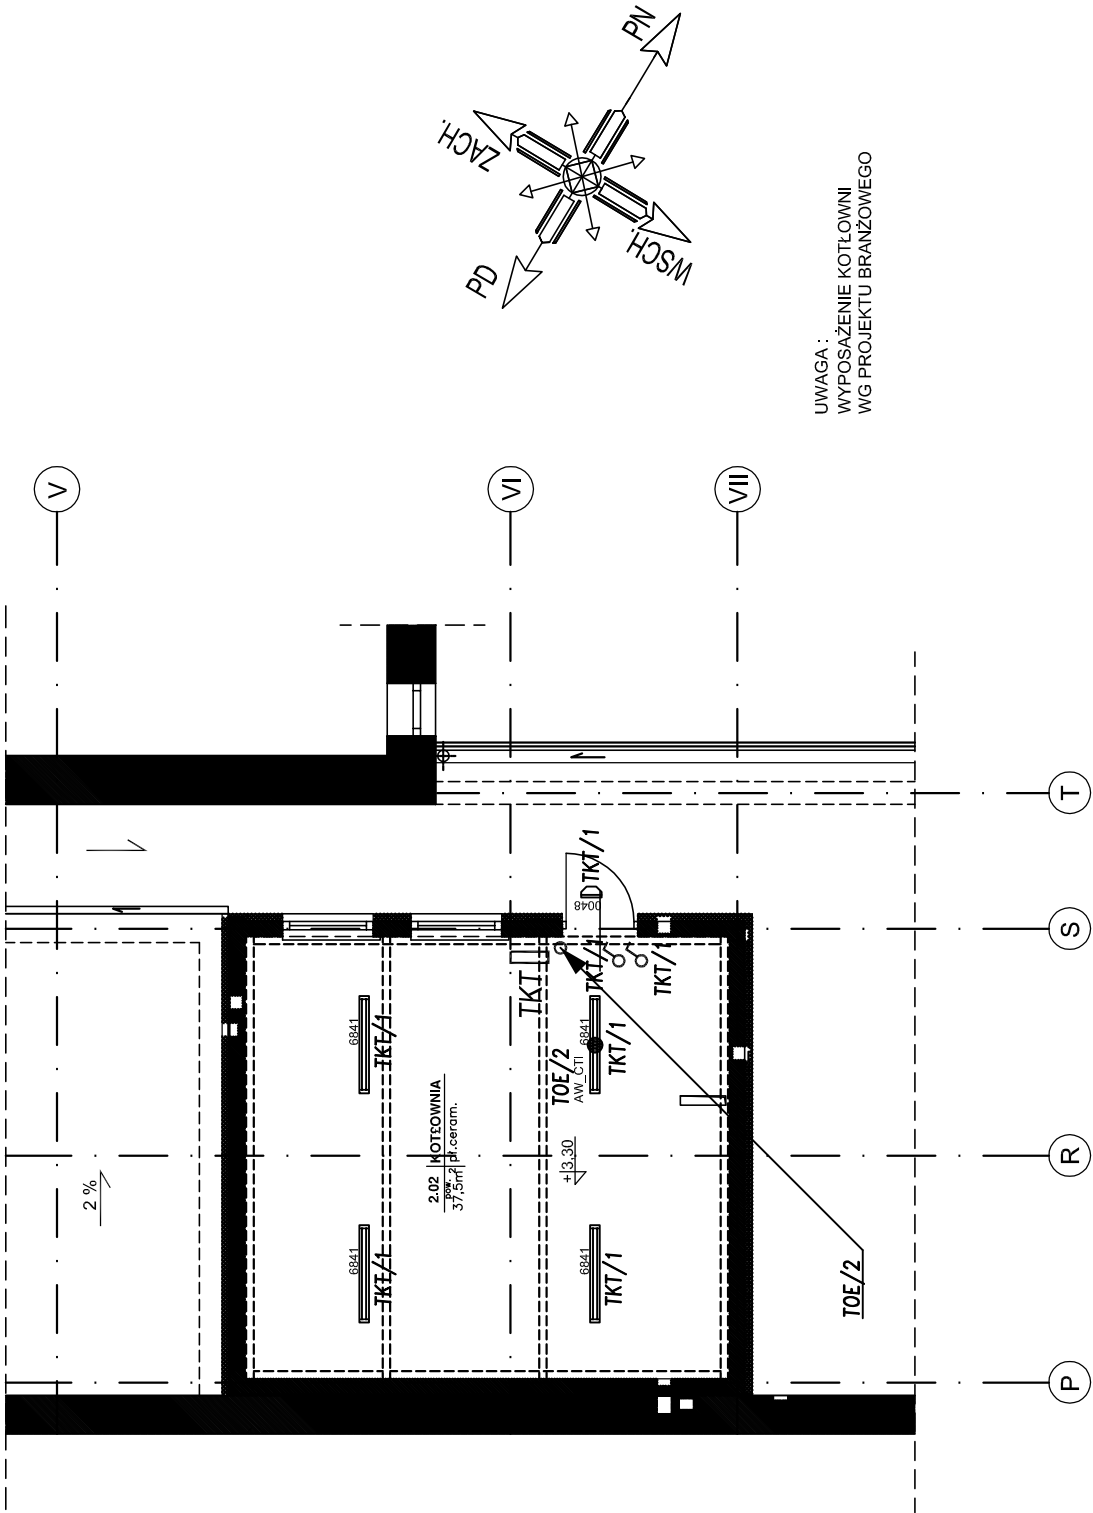 PN
ZACH.
WSCH.
PD
UWAGA :
WYPOSAŻENIE KOTŁOWNI
WG PROJEKTU BRANŻOWEGO
V
VI
VII
T
S
R
P
2 %
2.02 KOTŁOWNIA
pow. pł.ceram.
37,5m2
+3,30
6841
TKT/1
6841
TKT/1
6841
TKT/1
6841
TKT/1
TKT
TOE/2
AW_CTI
TKT/1
TKT/1
TKT/1
0048
TOE/2